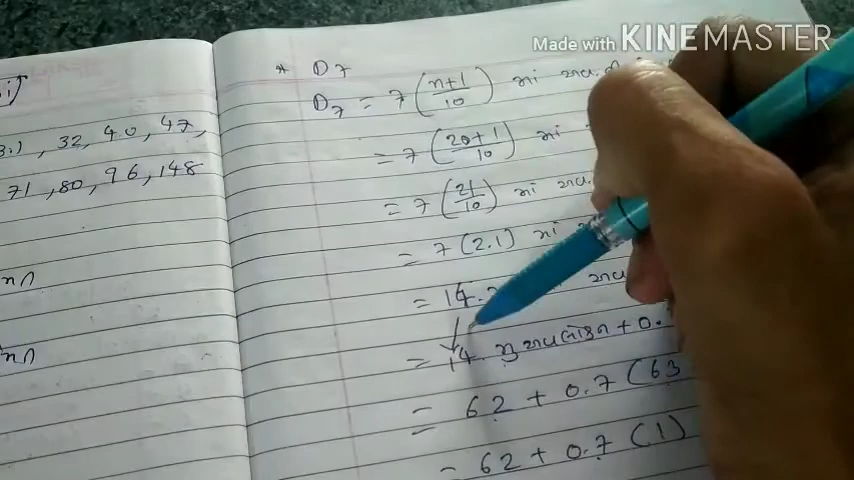 Made with KINEMASTER
* D7
D7 = 7 (n+1/10) માં અવ.
= 7 (20+1/10) માં
= 7 (21/10) માં અવ.
= 7 (2.1) માં
= 14.
= 14 મું અવલોકન + 0.
= 62 + 0.7 (63
= 62 + 0.7 (1)
, 32, 40, 47,
71, 80, 96, 148